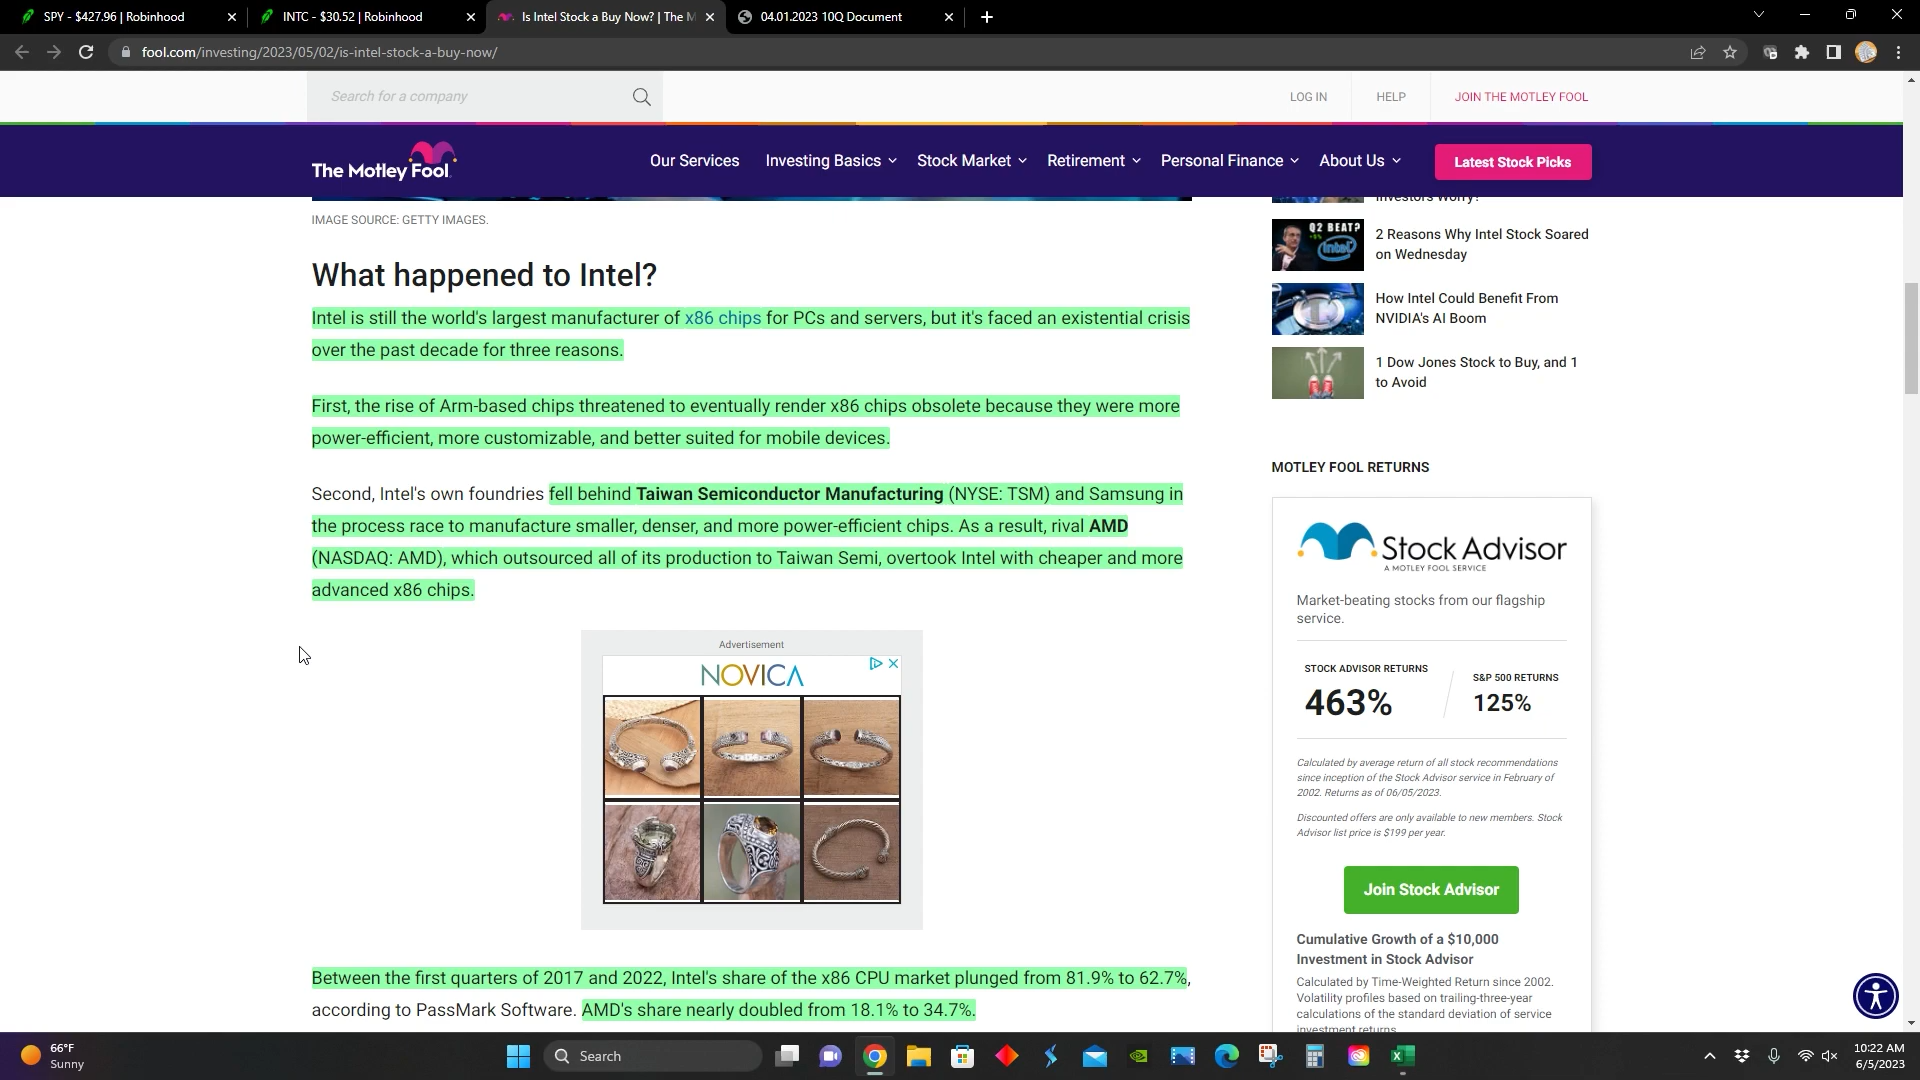 SPY - $427.96 | Robinhood
INTC - $30.52 | Robinhood
Is Intel Stock a Buy Now? | The M
04.01.2023 10Q Document
fool.com/investing/2023/05/02/is-intel-stock-a-buy-now/
Search for a company
LOG IN
HELP
JOIN THE MOTLEY FOOL
The Motley Fool
Our Services
Investing Basics
Stock Market
Retirement
Personal Finance
About Us
Latest Stock Picks
IMAGE SOURCE: GETTY IMAGES.
What happened to Intel?
Intel is still the world's largest manufacturer of x86 chips for PCs and servers, but it's faced an existential crisis
over the past decade for three reasons.
First, the rise of Arm-based chips threatened to eventually render x86 chips obsolete because they were more
power-efficient, more customizable, and better suited for mobile devices.
Second, Intel's own foundries fell behind Taiwan Semiconductor Manufacturing (NYSE: TSM) and Samsung in
the process race to manufacture smaller, denser, and more power-efficient chips. As a result, rival AMD
(NASDAQ: AMD), which outsourced all of its production to Taiwan Semi, overtook Intel with cheaper and more
advanced x86 chips.
Advertisement
NOVICA
Between the first quarters of 2017 and 2022, Intel's share of the x86 CPU market plunged from 81.9% to 62.7%,
according to PassMark Software. AMD's share nearly doubled from 18.1% to 34.7%.
Investors Worry?
Q2 BEAT?
intel
2 Reasons Why Intel Stock Soared
on Wednesday
How Intel Could Benefit From
NVIDIA's AI Boom
1 Dow Jones Stock to Buy, and 1
to Avoid
MOTLEY FOOL RETURNS
Stock Advisor
A MOTLEY FOOL SERVICE
Market-beating stocks from our flagship
service.
STOCK ADVISOR RETURNS
463%
S&P 500 RETURNS
125%
Calculated by average return of all stock recommendations
since inception of the Stock Advisor service in February of
2002. Returns as of 06/05/2023.
Discounted offers are only available to new members. Stock
Advisor list price is $199 per year.
Join Stock Advisor
Cumulative Growth of a $10,000
Investment in Stock Advisor
Calculated by Time-Weighted Return since 2002.
Volatility profiles based on trailing-three-year
calculations of the standard deviation of service
investment returns
66°F
Sunny
Search
10:22 AM
6/5/2023